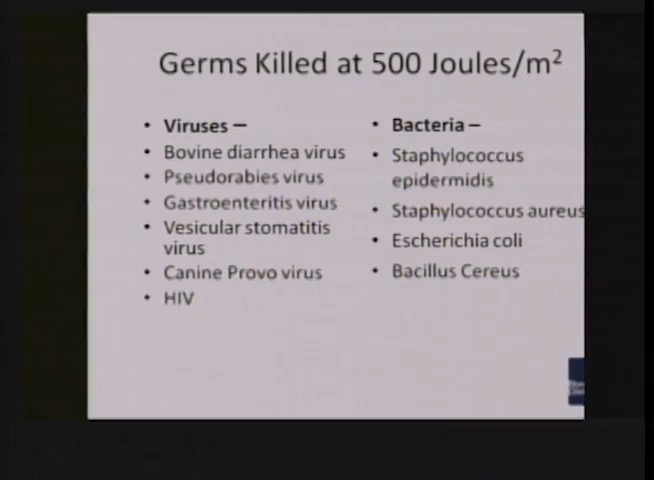 Germs Killed at 500 Joules/m²
• Viruses –
• Bovine diarrhea virus
• Pseudorabies virus
• Gastroenteritis virus
• Vesicular stomatitis
virus
• Canine Provo virus
• HIV
• Bacteria –
• Staphylococcus
epidermidis
• Staphylococcus aureus
• Escherichia coli
• Bacillus Cereus